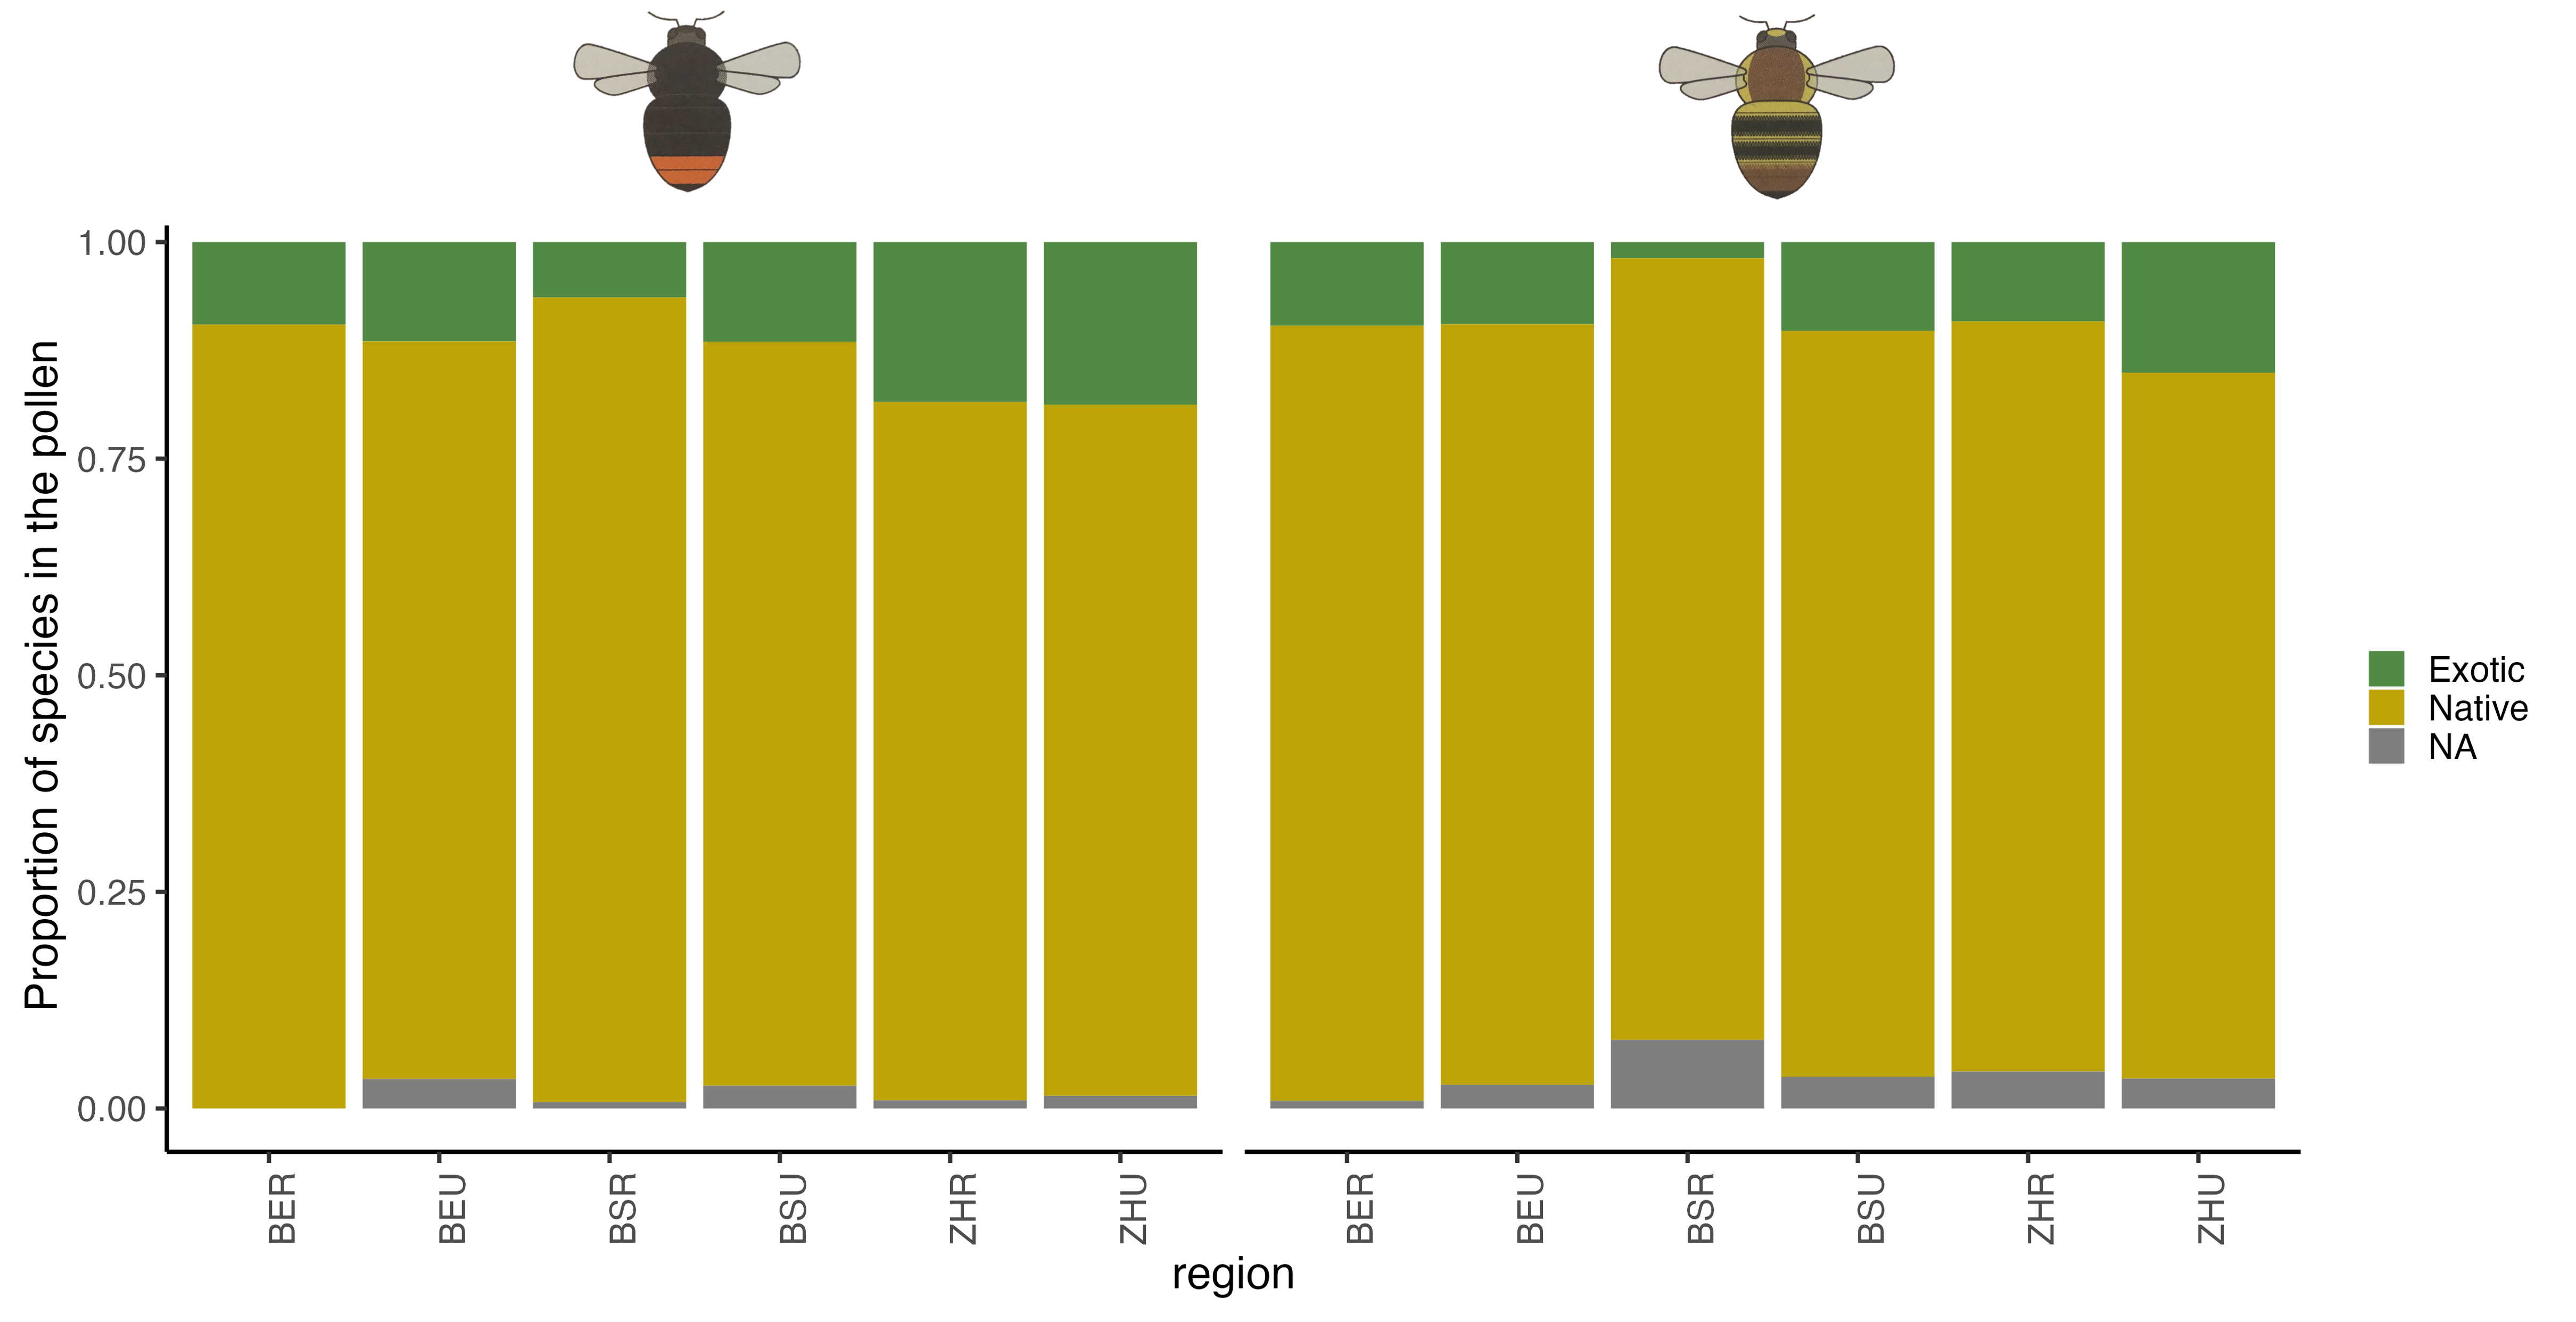 Proportion of species in the pollen
1.00
0.75
0.50
0.25
0.00
BER
BEU
BSR
BSU
ZHR
ZHU
BER
BEU
BSR
BSU
ZHR
ZHU
region
Exotic
Native
NA